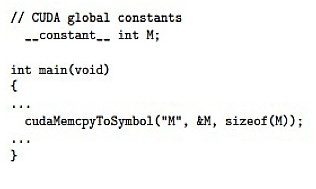 // CUDA global constants
__constant__ int M;
int main(void)
{
...
cudaMemcpyToSymbol("M", &M, sizeof(M));
...
}